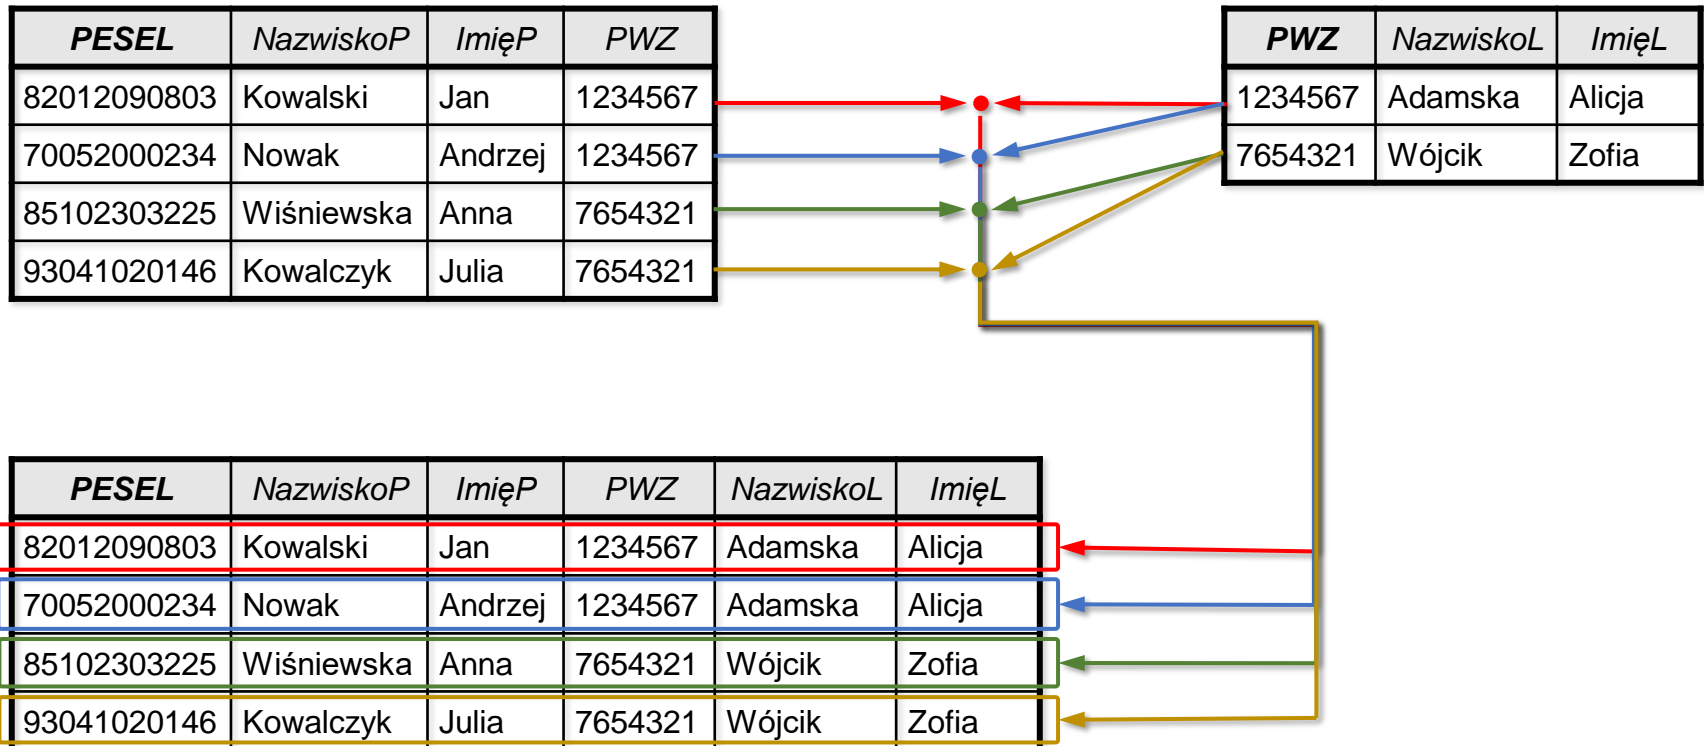 PESEL NazwiskoP ImięP PWZ
82012090803 Kowalski Jan 1234567
70052000234 Nowak Andrzej 1234567
85102303225 Wiśniewska Anna 7654321
93041020146 Kowalczyk Julia 7654321
PWZ NazwiskoL ImięL
1234567 Adamska Alicja
7654321 Wójcik Zofia
PESEL NazwiskoP ImięP PWZ NazwiskoL ImięL
82012090803 Kowalski Jan 1234567 Adamska Alicja
70052000234 Nowak Andrzej 1234567 Adamska Alicja
85102303225 Wiśniewska Anna 7654321 Wójcik Zofia
93041020146 Kowalczyk Julia 7654321 Wójcik Zofia